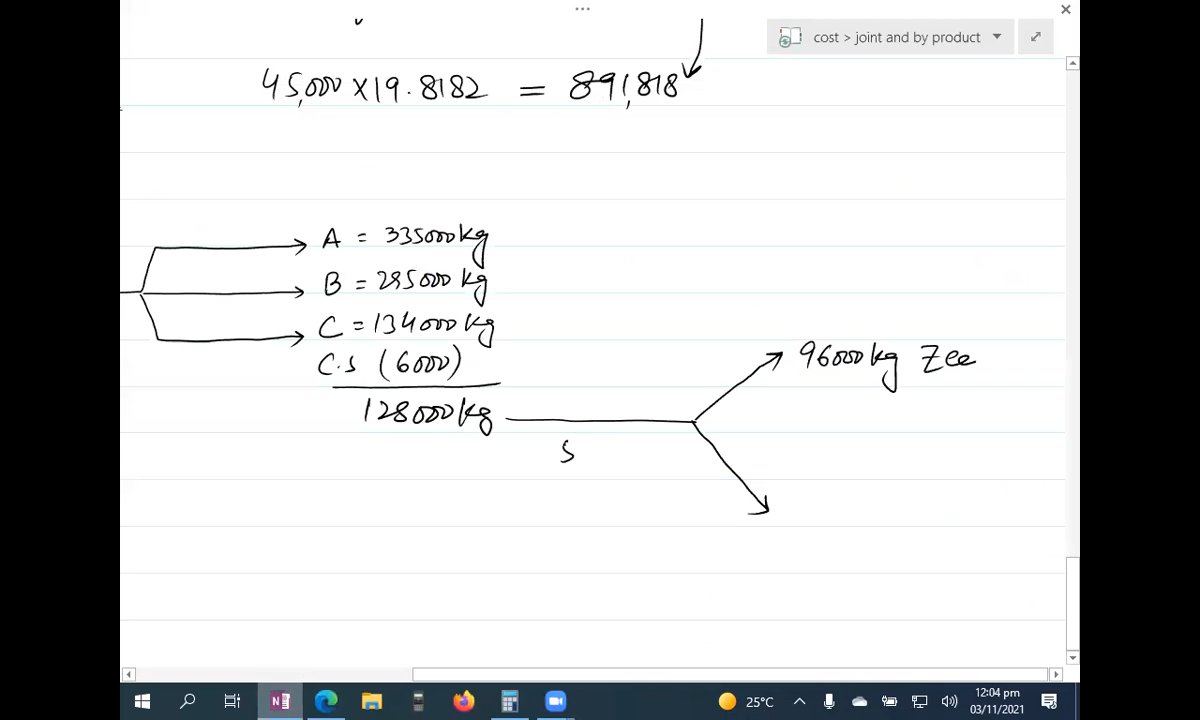 cost > joint and by product
45,000 × 19.8182 = 891,818
A = 335000 kg
B = 285000 kg
C = 134000 kg
C.S (6000)
128000 kg
96000 kg Zee
S
25°C
12:04 pm
03/11/2021